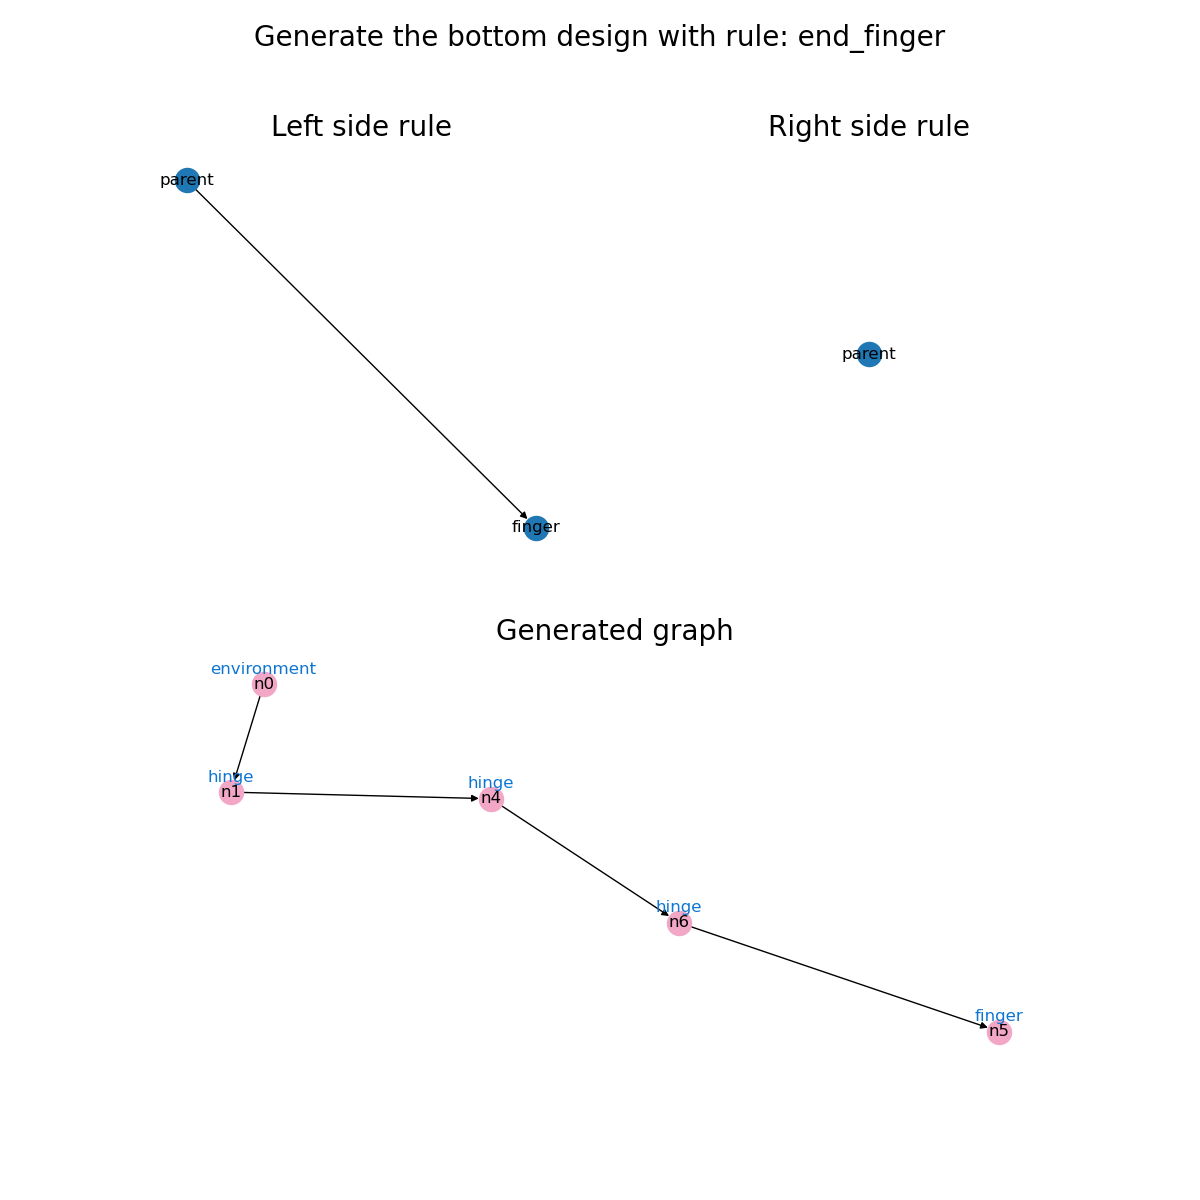 Generate the bottom design with rule: end_finger
Left side rule
Right side rule
parent
parent
finger
Generated graph
environment
n0
hinge
n1
hinge
n4
hinge
n6
finger
n5